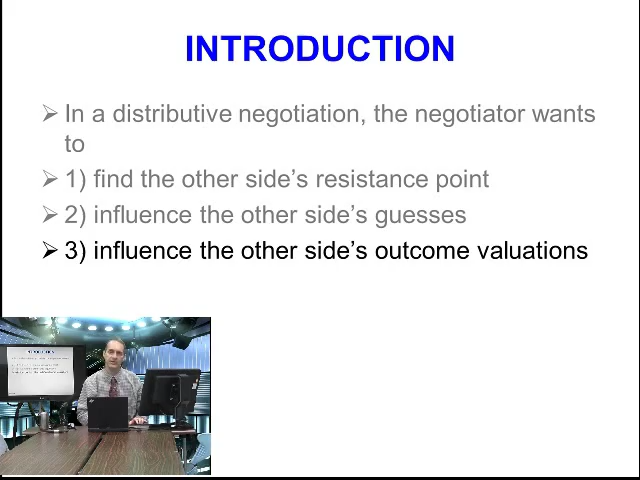 INTRODUCTION
➢ In a distributive negotiation, the negotiator wants
to
➢ 1) find the other side’s resistance point
➢ 2) influence the other side’s guesses
➢ 3) influence the other side’s outcome valuations
INTRODUCTION